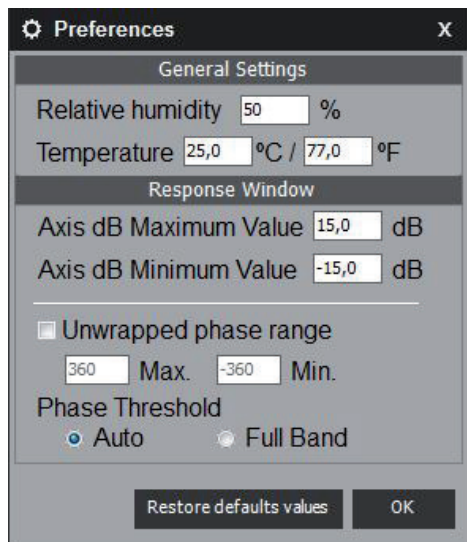 Preferences X
General Settings
Relative humidity 50 %
Temperature 25,0 ºC / 77,0 ºF
Response Window
Axis dB Maximum Value 15,0 dB
Axis dB Minimum Value -15,0 dB
Unwrapped phase range
360 Max. -360 Min.
Phase Threshold
Auto Full Band
Restore defaults values OK